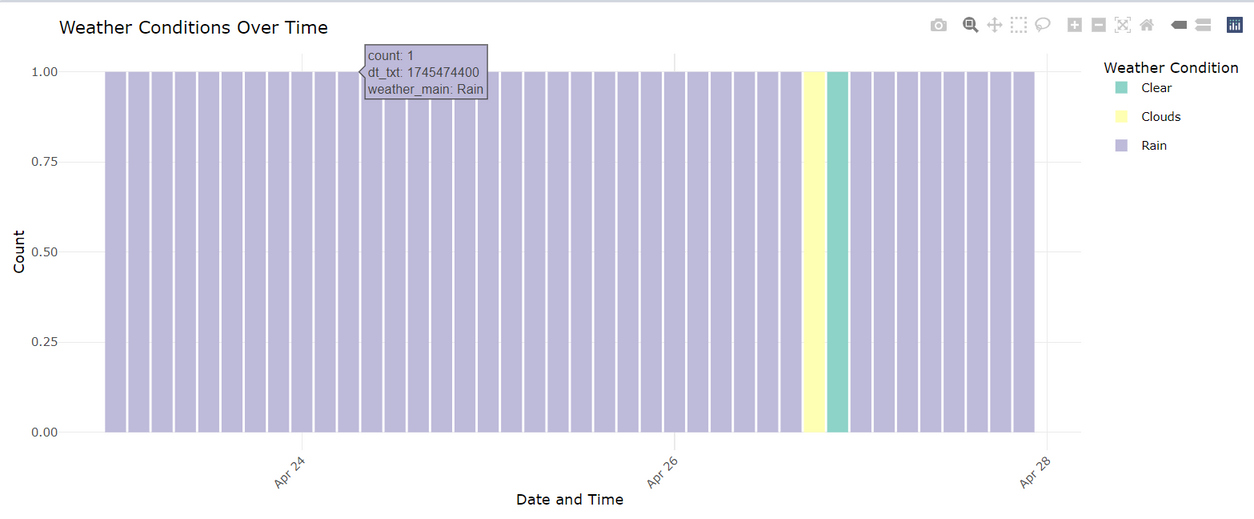 Weather Conditions Over Time
count: 1
dt_txt: 1745474400
weather_main: Rain
1.00
0.75
0.50
0.25
0.00
Count
Apr 24
Apr 26
Apr 28
Date and Time
Weather Condition
Clear
Clouds
Rain